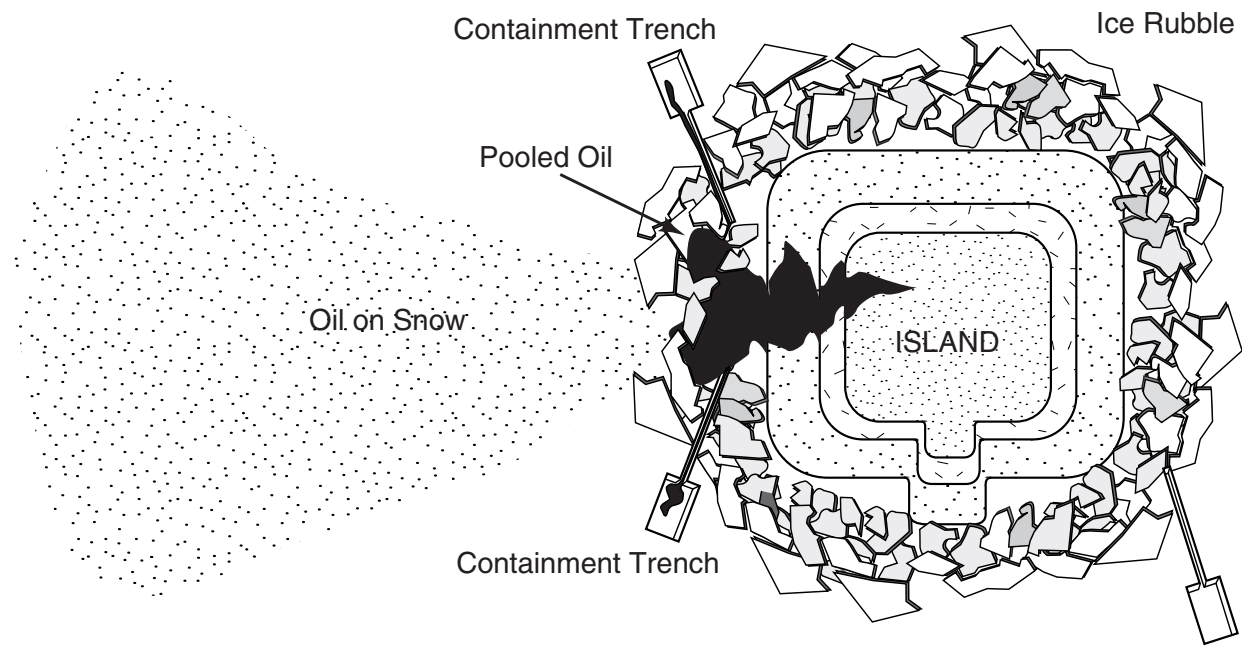 Containment Trench
Ice Rubble
Pooled Oil
Oil on Snow
ISLAND
Containment Trench